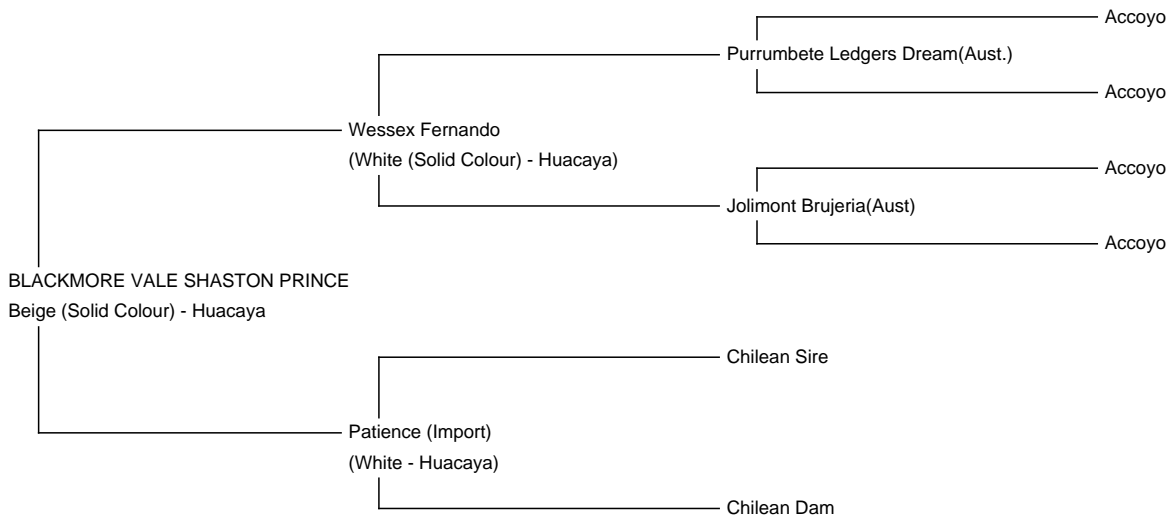 Accoyo
Purrumbete Ledgers Dream(Aust.)
Accoyo
Wessex Fernando
(White (Solid Colour) - Huacaya)
Accoyo
Jolimont Brujeria(Aust)
Accoyo
BLACKMORE VALE SHASTON PRINCE
Beige (Solid Colour) - Huacaya
Chilean Sire
Patience (Import)
(White - Huacaya)
Chilean Dam